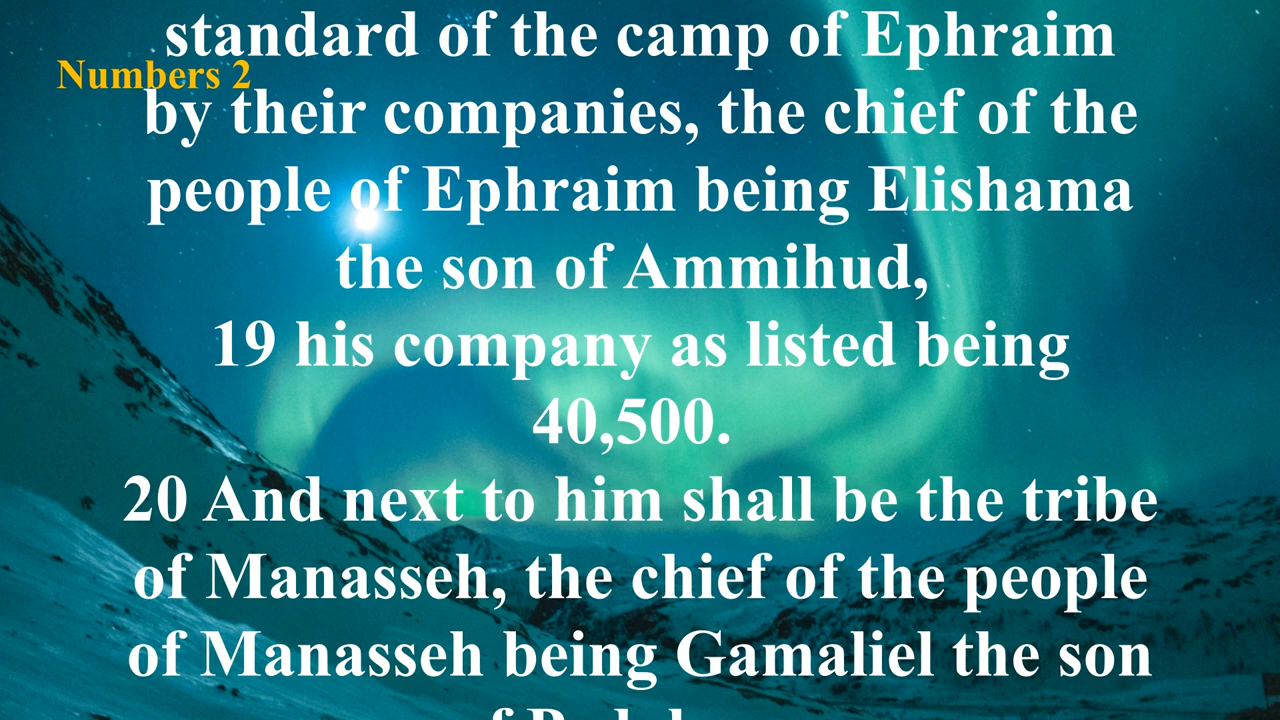 standard of the camp of Ephraim
Numbers 2
by their companies, the chief of the
people of Ephraim being Elishama
the son of Ammihud,
19 his company as listed being
40,500.
20 And next to him shall be the tribe
of Manasseh, the chief of the people
of Manasseh being Gamaliel the son
of